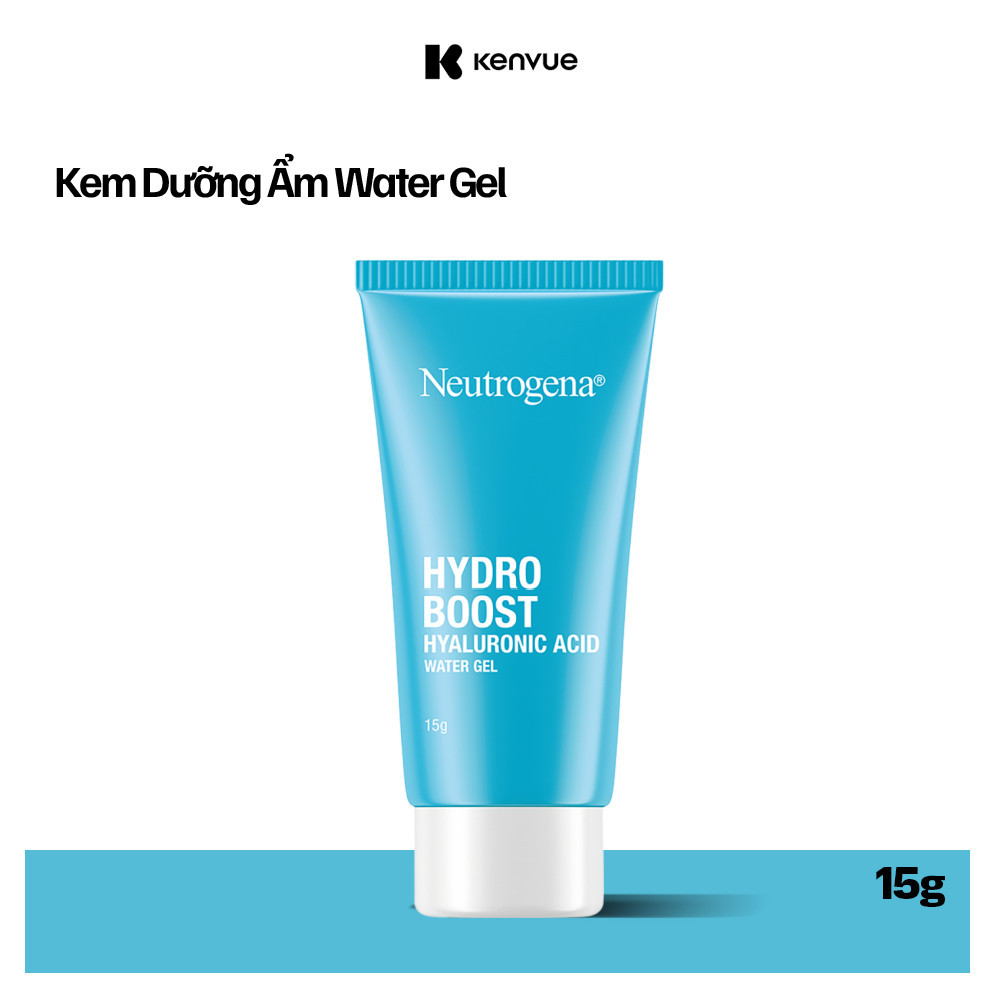 Kenvue
Kem Dưỡng Ẩm Water Gel
Neutrogena®
HYDRO
BOOST
HYALURONIC ACID
WATER GEL
15g
15g